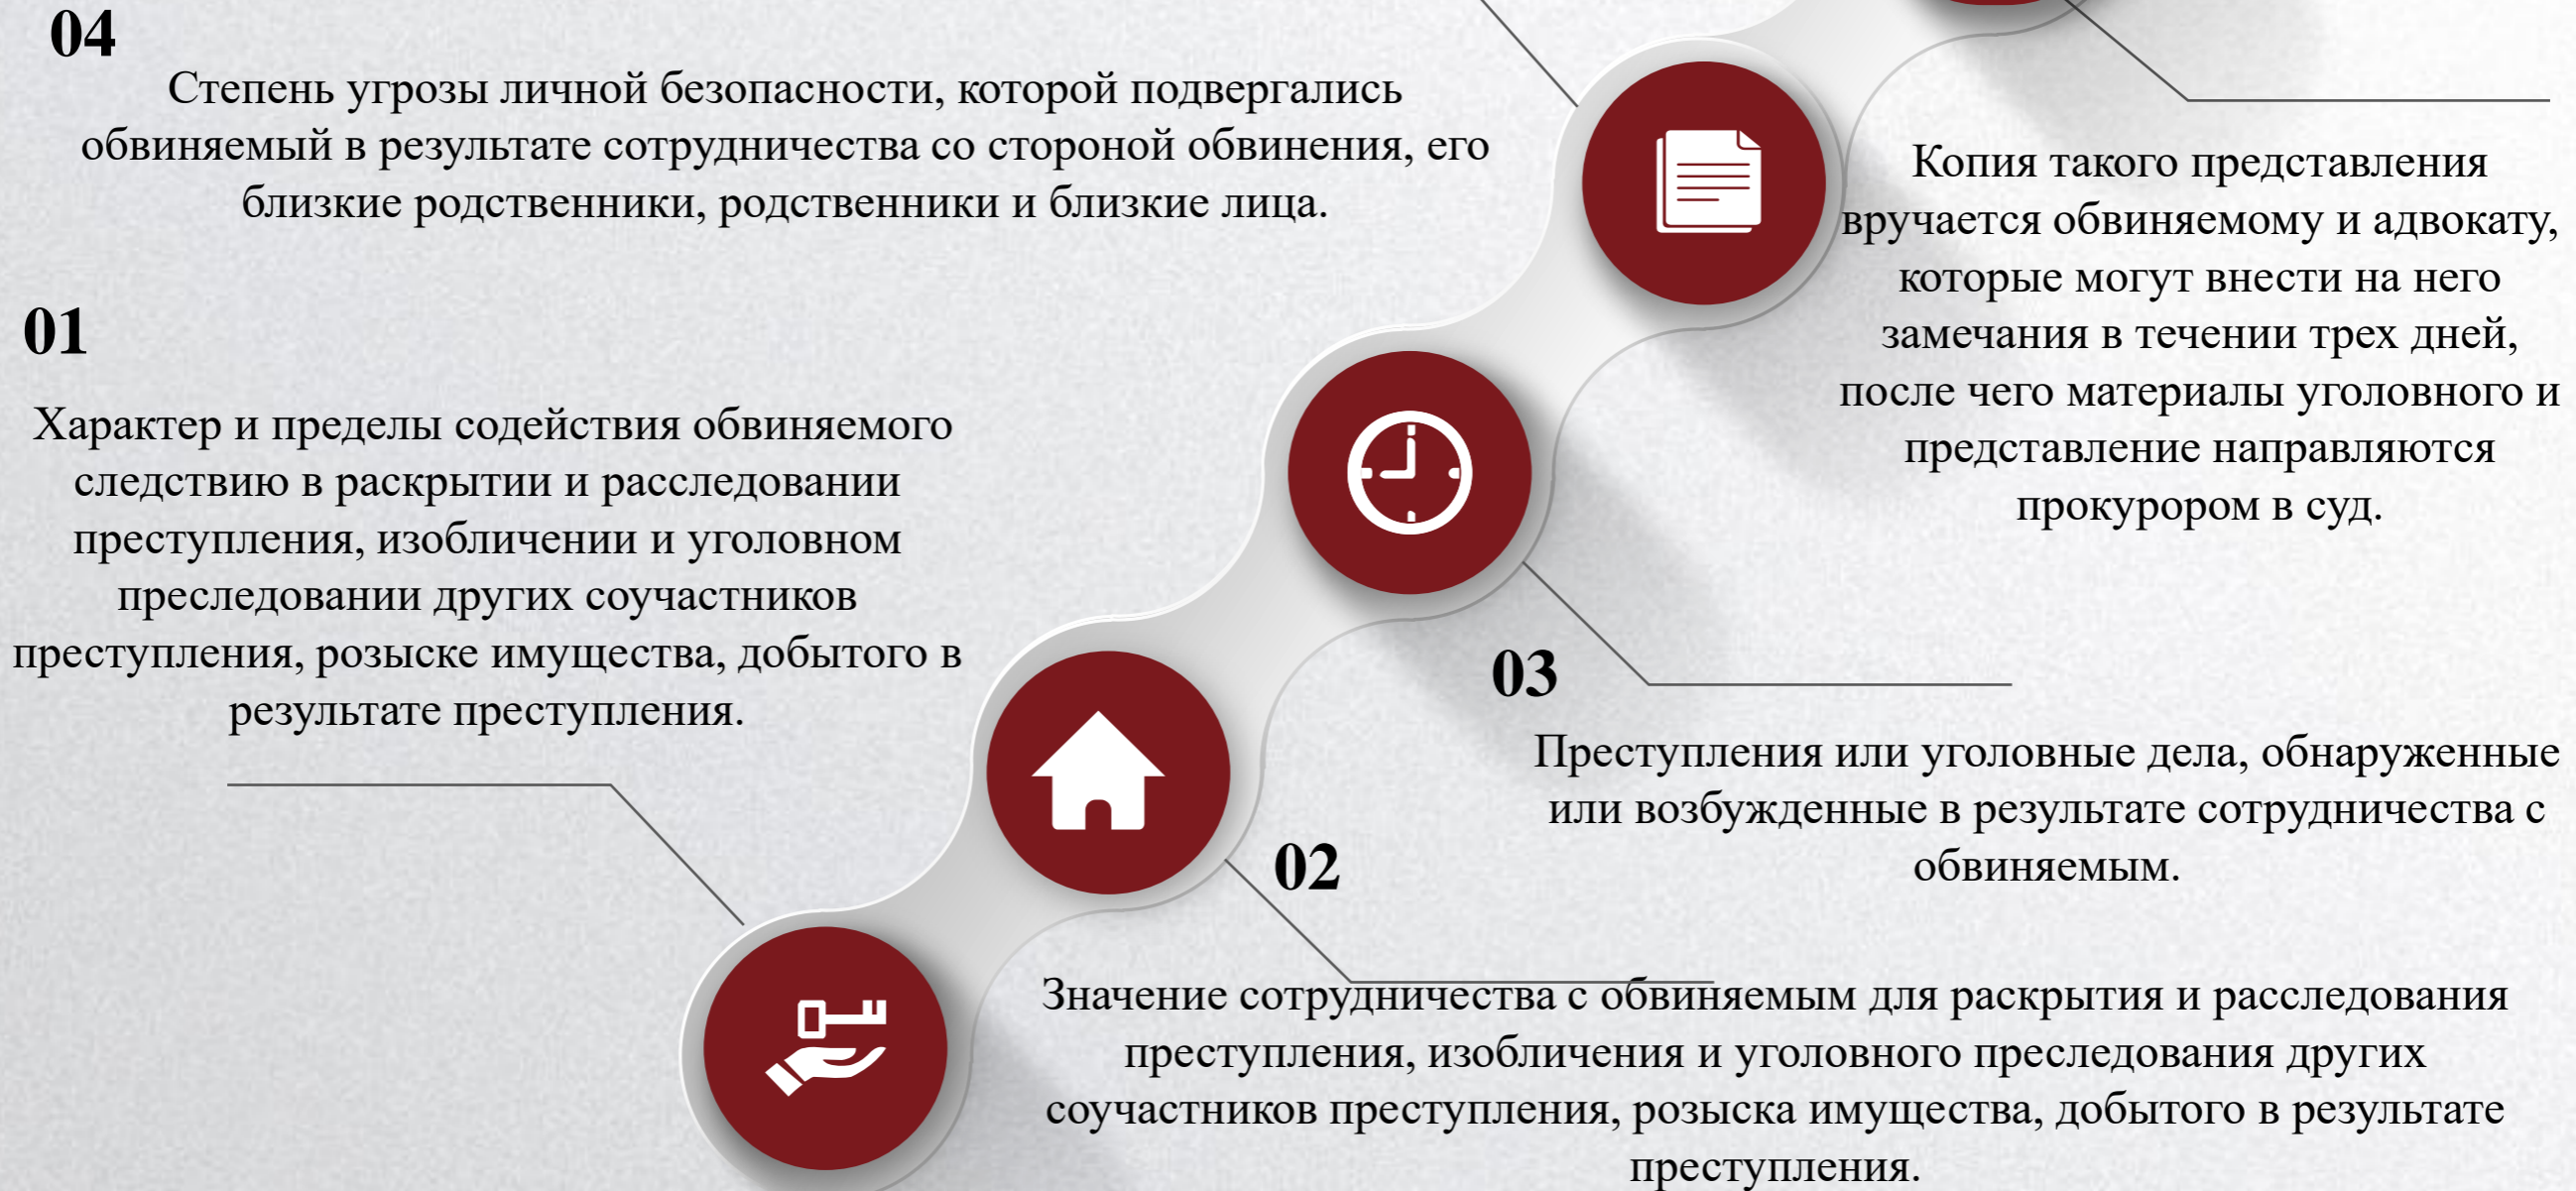 04
Степень угрозы личной безопасности, которой подвергались
обвиняемый в результате сотрудничества со стороной обвинения, его
близкие родственники, родственники и близкие лица.
Копия такого представления
вручается обвиняемому и адвокату,
которые могут внести на него
замечания в течении трех дней,
после чего материалы уголовного и
представление направляются
прокурором в суд.
01
Характер и пределы содействия обвиняемого
следствию в раскрытии и расследовании
преступления, изобличении и уголовном
преследовании других соучастников
преступления, розыске имущества, добытого в
результате преступления.
03
Преступления или уголовные дела, обнаруженные
или возбужденные в результате сотрудничества с
обвиняемым.
02
Значение сотрудничества с обвиняемым для раскрытия и расследования
преступления, изобличения и уголовного преследования других
соучастников преступления, розыска имущества, добытого в результате
преступления.